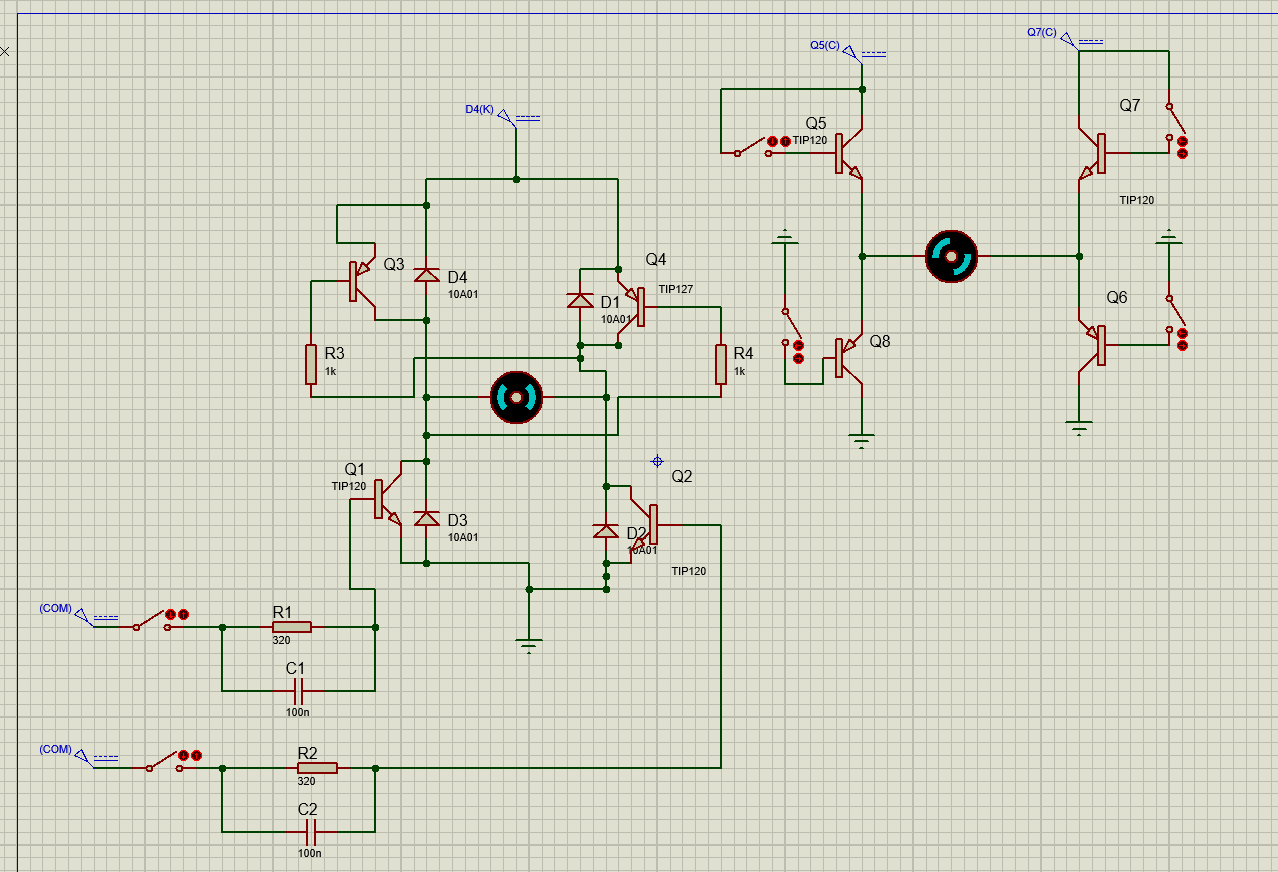 Q7(C)
Q5(C)
D4(K)
Q7
Q5
TIP120
TIP120
Q3
D4
10A01
Q4
TIP127
D1
10A01
Q6
Q8
R3
1k
R4
1k
Q1
TIP120
Q2
D3
10A01
D2
10A01
TIP120
(COM)
R1
320
C1
100n
(COM)
R2
320
C2
100n